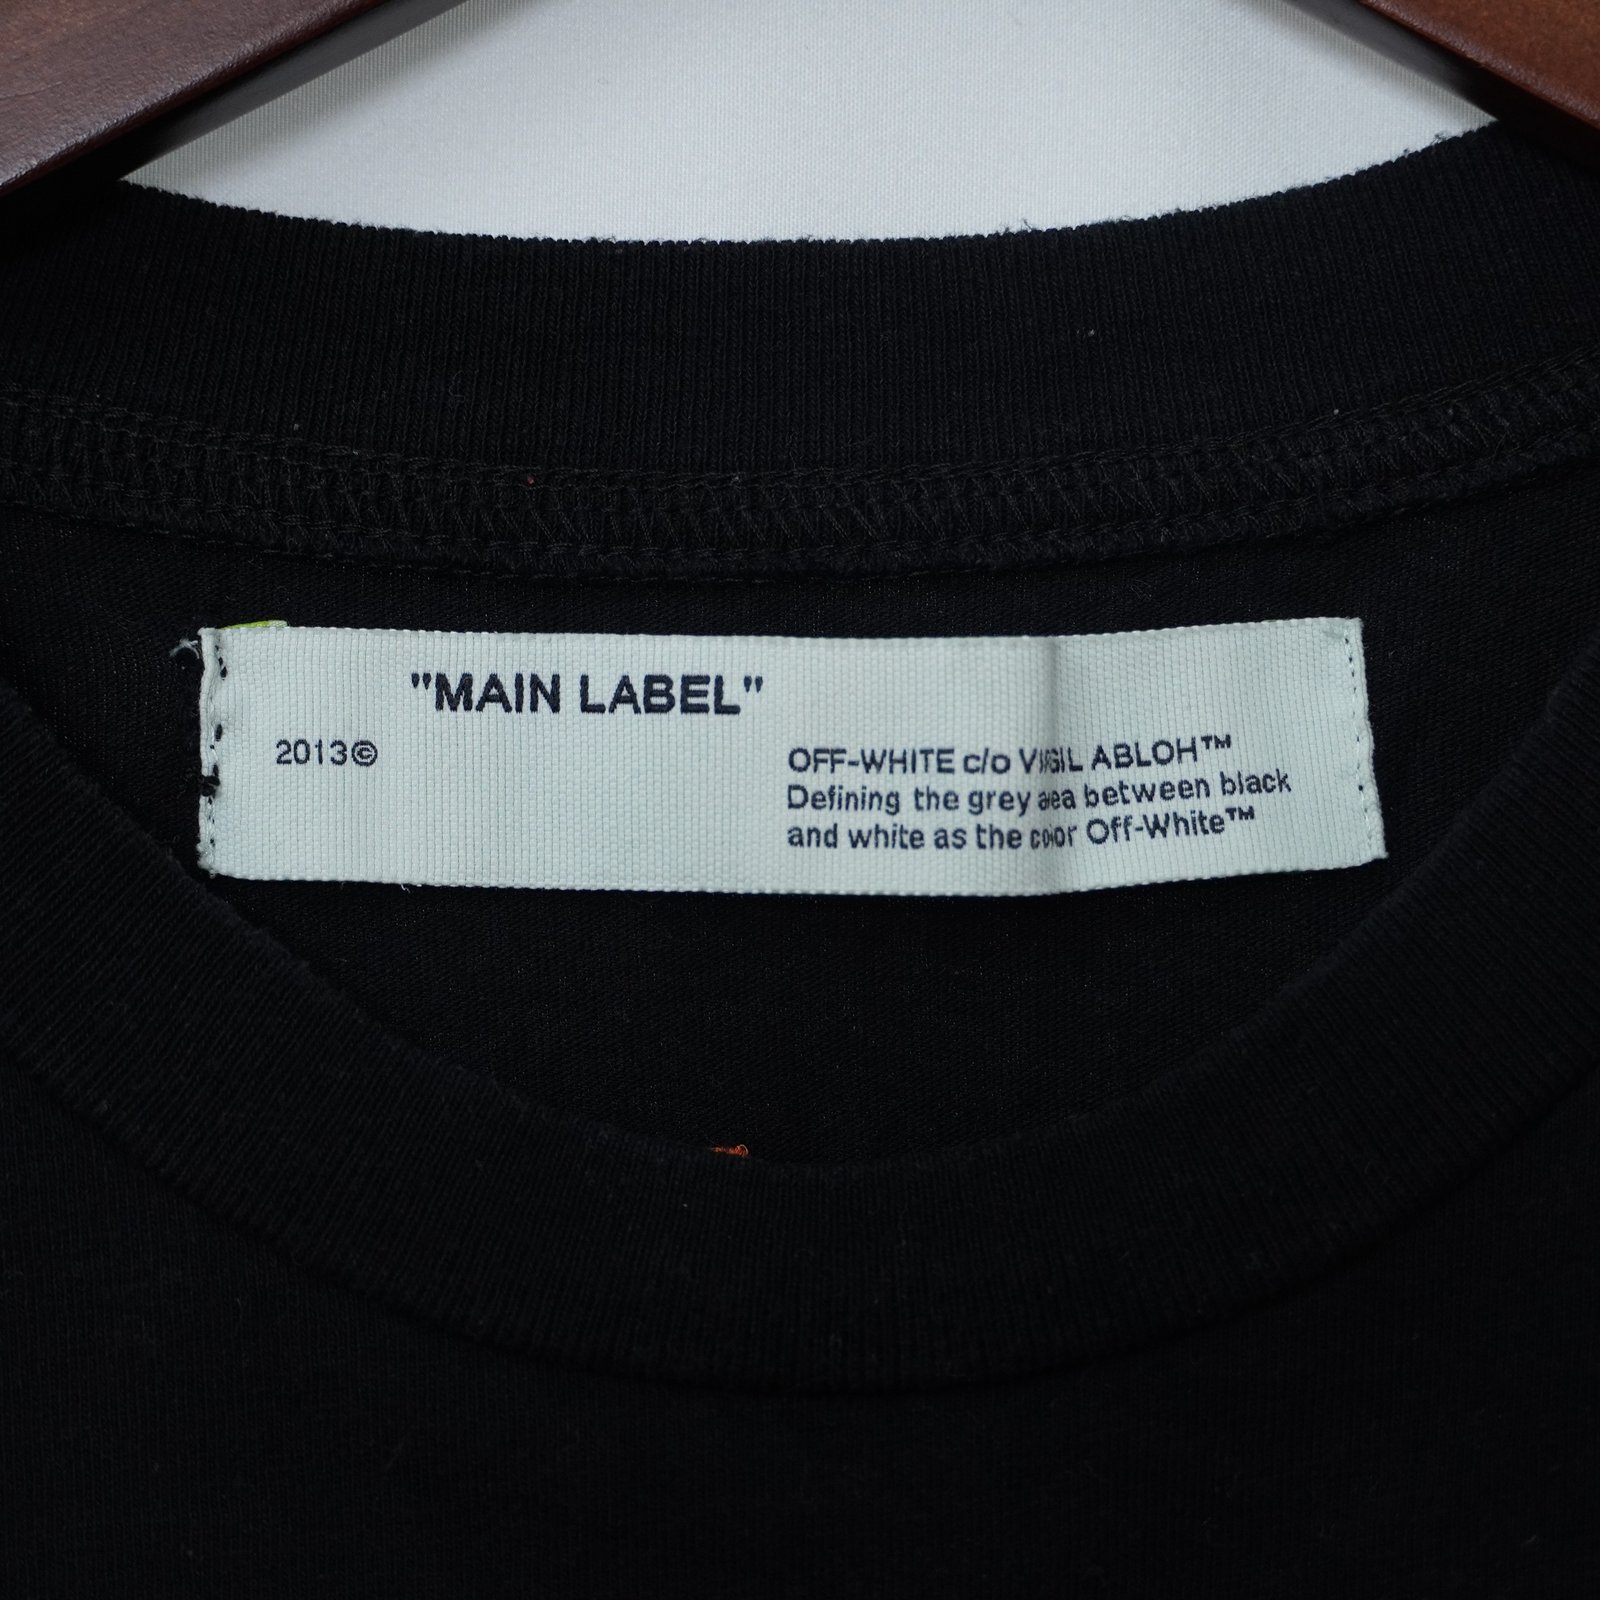 "MAIN LABEL"
2013©
OFF-WHITE c/o VIRGIL ABLOH™
Defining the grey area between black
and white as the color Off-White™